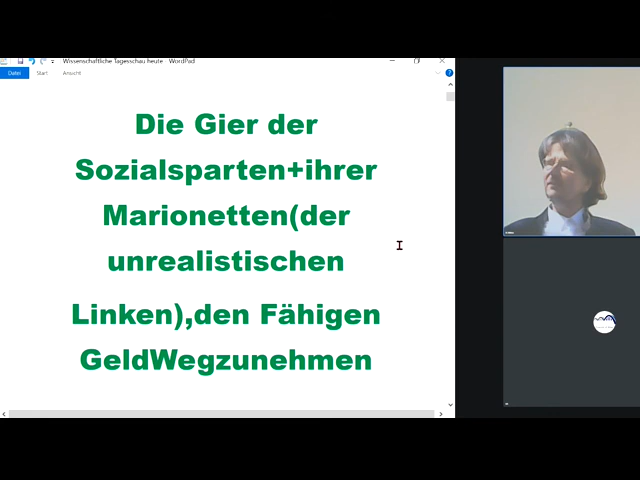 Wissenschaftliche Tagesschau heute - WordPad
Datei Start Ansicht
Die Gier der
Sozialsparten+ihrer
Marionetten(der
unrealistischen
Linken),den Fähigen
GeldWegzunehmen